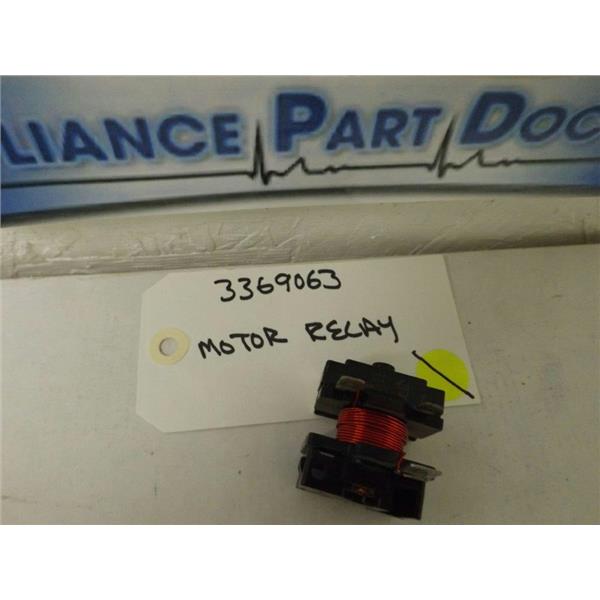 LIANCE PART DOC
3369063
MOTOR RELAY